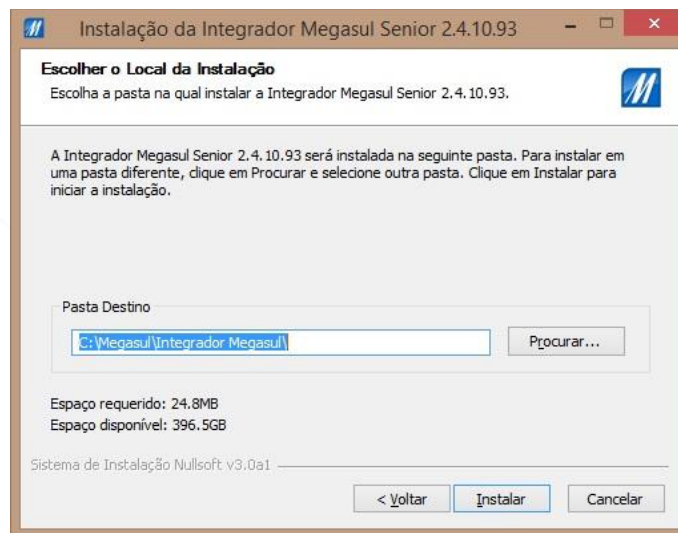 Instalação da Integrador Megasul Senior 2.4.10.93
Escolher o Local da Instalação
Escolha a pasta na qual instalar a Integrador Megasul Senior 2.4.10.93.
A Integrador Megasul Senior 2.4.10.93 será instalada na seguinte pasta. Para instalar em
uma pasta diferente, clique em Procurar e selecione outra pasta. Clique em Instalar para
iniciar a instalação.
Pasta Destino
C:\Megasul\Integrador Megasul\
Procurar...
Espaço requerido: 24.8MB
Espaço disponível: 396.5GB
Sistema de Instalação Nullsoft v3.0a1
< Voltar
Instalar
Cancelar